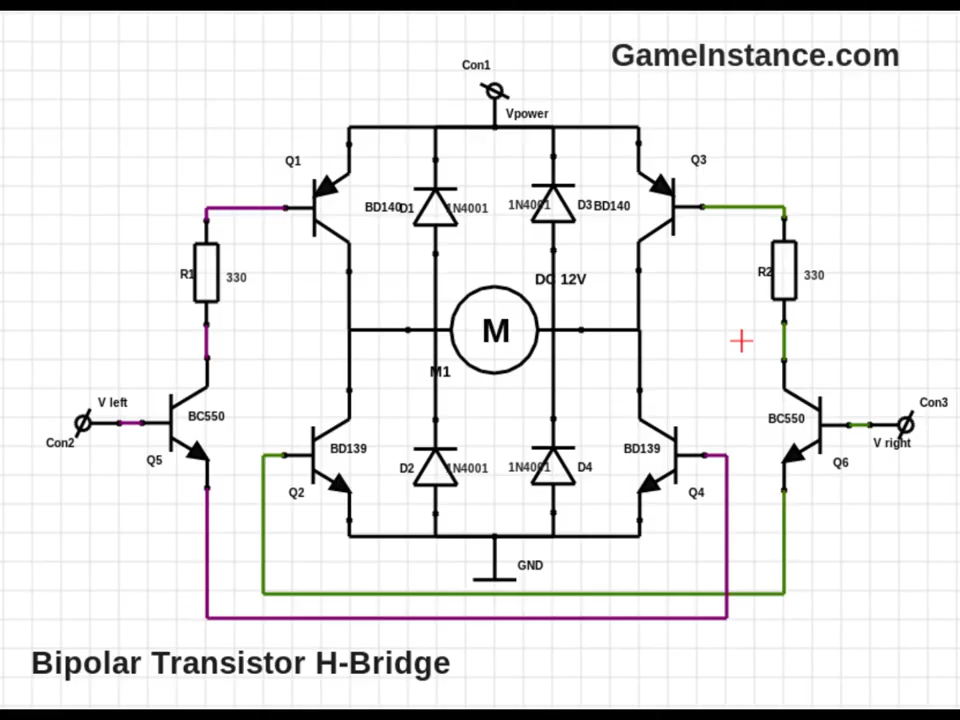 GameInstance.com
Con1
Vpower
Q1
Q3
BD140
D1
1N4001
1N4001
D3
BD140
R1
330
DC 12V
R2
330
M
M1
V left
Con2
BC550
Q5
BD139
Q2
D2
1N4001
1N4001
D4
BD139
Q4
BC550
Q6
Con3
V right
GND
Bipolar Transistor H-Bridge